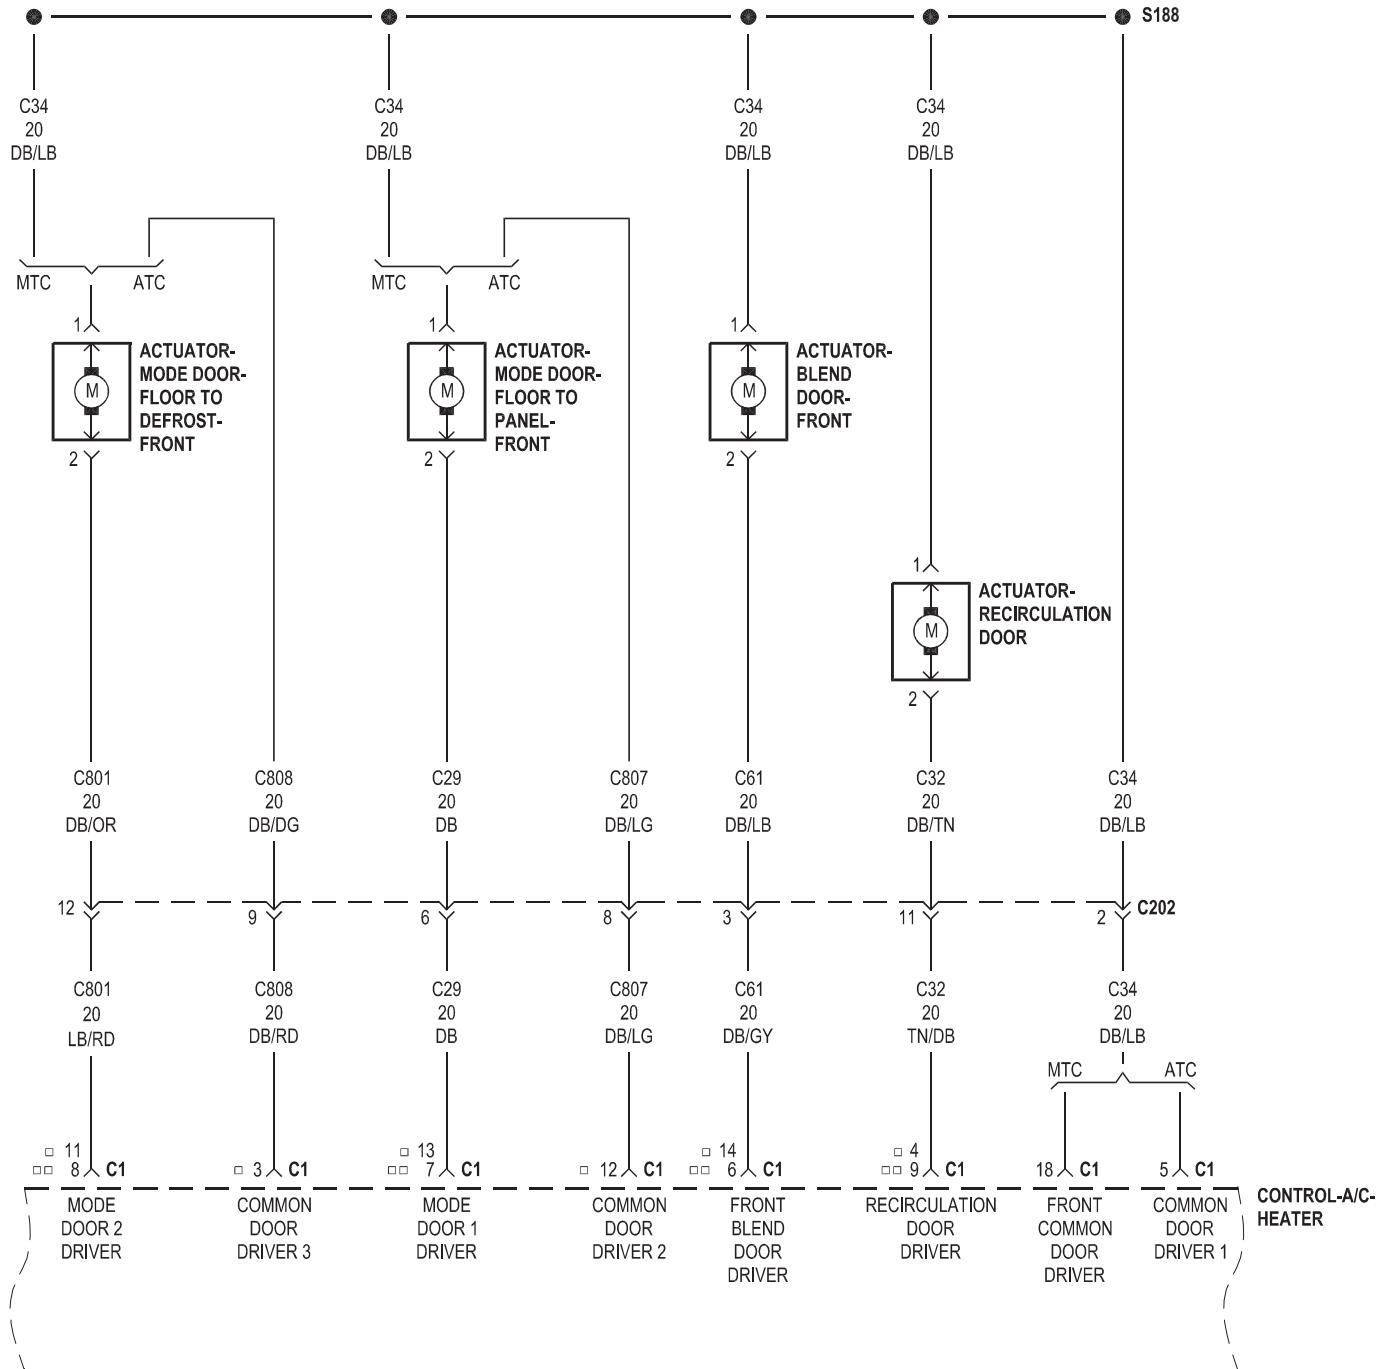 S188
C34 C34 C34 C34
20 20 20 20
DB/LB DB/LB DB/LB DB/LB
MTC ATC MTC ATC
1 1 1
ACTUATOR-
MODE DOOR-
FLOOR TO
DEFROST-
FRONT
M
2
ACTUATOR-
MODE DOOR-
FLOOR TO
PANEL-
FRONT
M
2
ACTUATOR-
BLEND
DOOR-
FRONT
M
2
1
ACTUATOR-
RECIRCULATION
DOOR
M
2
C801 C808 C29 C807 C61 C32 C34
20 20 20 20 20 20 20
DB/OR DB/DG DB DB/LG DB/LB DB/TN DB/LB
12 9 6 8 3 11 2 C202
C801 C808 C29 C807 C61 C32 C34
20 20 20 20 20 20 20
LB/RD DB/RD DB DB/LG DB/GY TN/DB DB/LB
MTC ATC
□ 11 □ 13 □ 14 □ 4
□□ 8 C1 □ 3 C1 □□ 7 C1 □ 12 C1 □□ 6 C1 □□ 9 C1 18 C1 5 C1
MODE
DOOR 2
DRIVER
COMMON
DOOR
DRIVER 3
MODE
DOOR 1
DRIVER
COMMON
DOOR
DRIVER 2
FRONT
BLEND
DOOR
DRIVER
RECIRCULATION
DOOR
DRIVER
FRONT
COMMON
DOOR
DRIVER
COMMON
DOOR
DRIVER 1
CONTROL-A/C-
HEATER